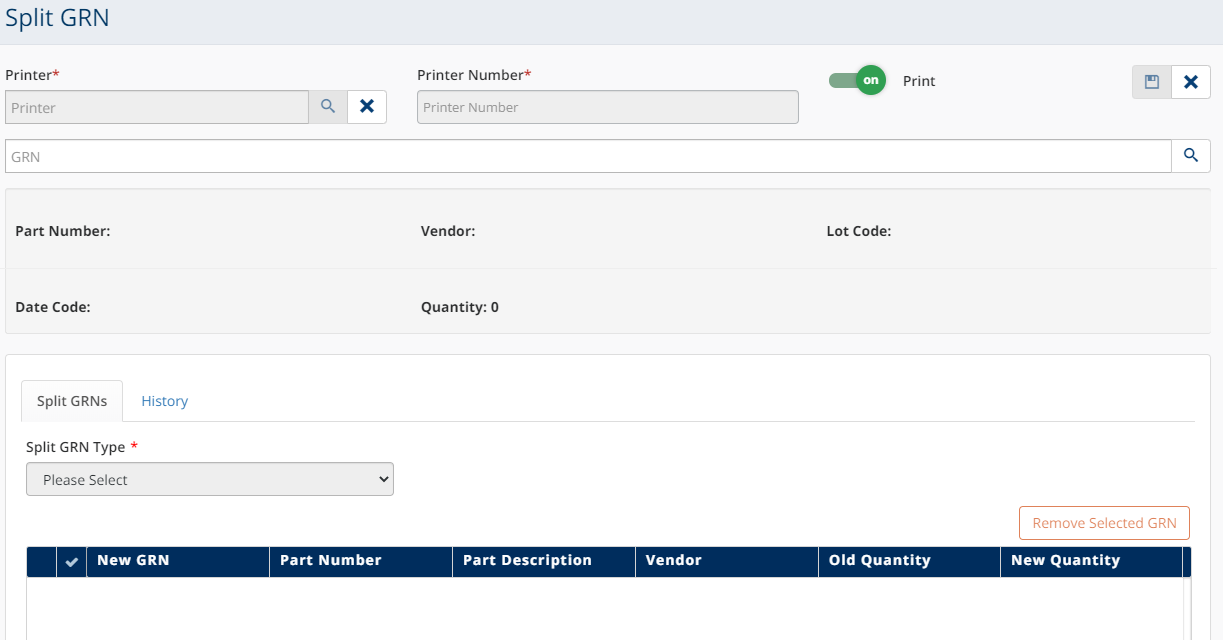 Split GRN
Printer*
Printer Number*
on
Print
Printer
Printer Number
GRN
Part Number:
Vendor:
Lot Code:
Date Code:
Quantity: 0
Split GRNs
History
Split GRN Type *
Please Select
Remove Selected GRN
New GRN
Part Number
Part Description
Vendor
Old Quantity
New Quantity